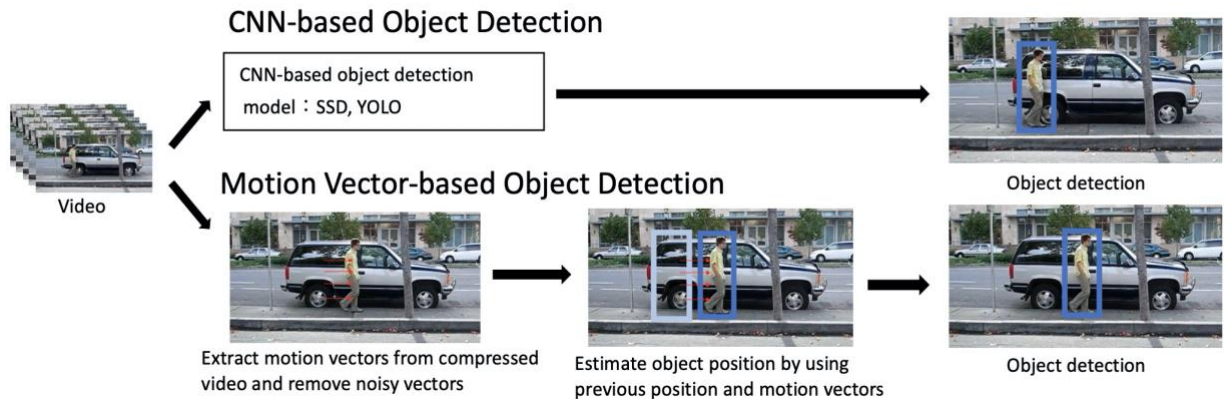 CNN-based Object Detection
CNN-based object detection
model：SSD, YOLO
Object detection
Video
Motion Vector-based Object Detection
Extract motion vectors from compressed
video and remove noisy vectors
Estimate object position by using
previous position and motion vectors
Object detection